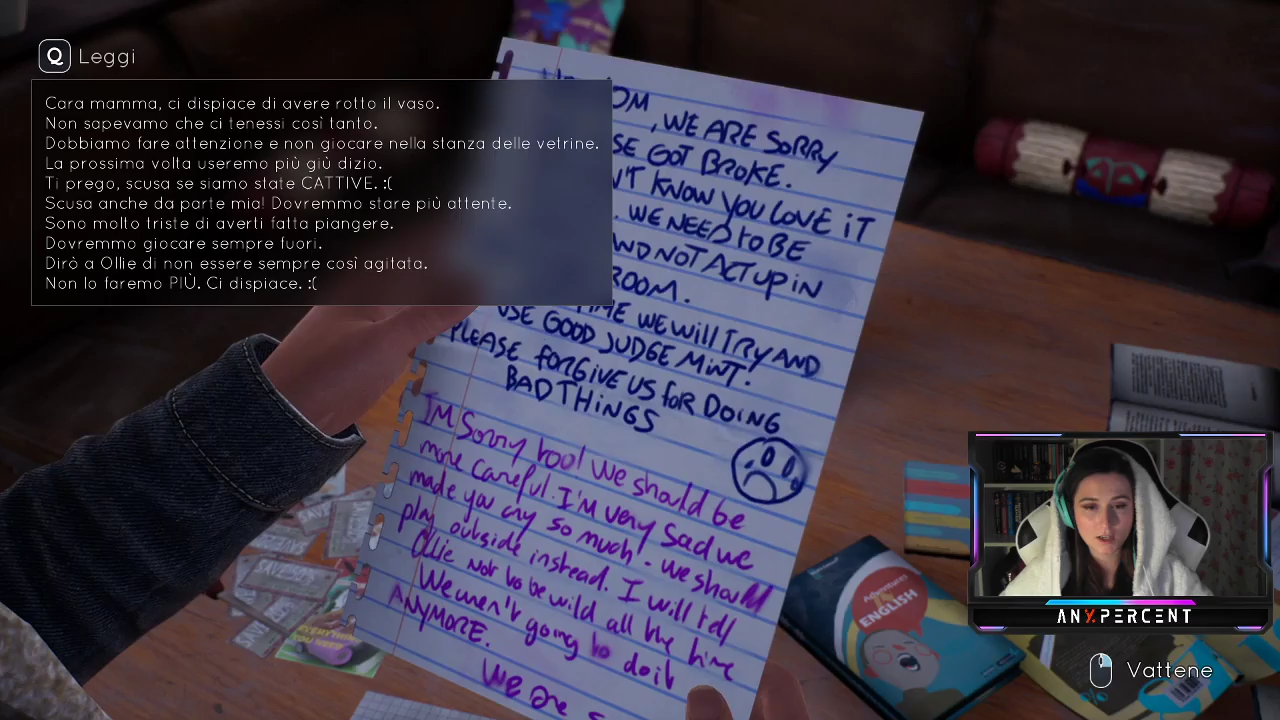 Q Leggi
Cara mamma, ci dispiace di avere rotto il vaso.
Non sapevamo che ci tenessi così tanto.
Dobbiamo fare attenzione e non giocare nella stanza delle vetrine.
La prossima volta useremo più giù dizio.
Ti prego, scusa se siamo state CATTIVE. :(
Scusa anche da parte mia! Dovremmo stare più attente.
Sono molto triste di averti fatta piangere.
Dovremmo giocare sempre fuori.
Dirò a Ollie di non essere sempre così agitata.
Non lo faremo PIÙ. Ci dispiace. :(
OM, WE ARE SORRY
SE GOT BROKE.
'T KNOW YOU LOVE iT
. WE NEED to BE
AND NOT ACT UP iN
ROOM.
TIME WE Will TRY AND
USE GOOD JUDGE MiNT.
PLEASE FORGIVE US foR DOING
BAD THiNGS
I'M Sorry too! we should be
more careful. I'm very Sad we
made you cry so much. we should
play outside instead. I will tell
Ollie not to be wild all the time
We weren't going to do it
ANYMORE.
We are
Adventures in
ENGLISH
EVERYTHING
YOU NEED
ANYPERCENT
Vattene